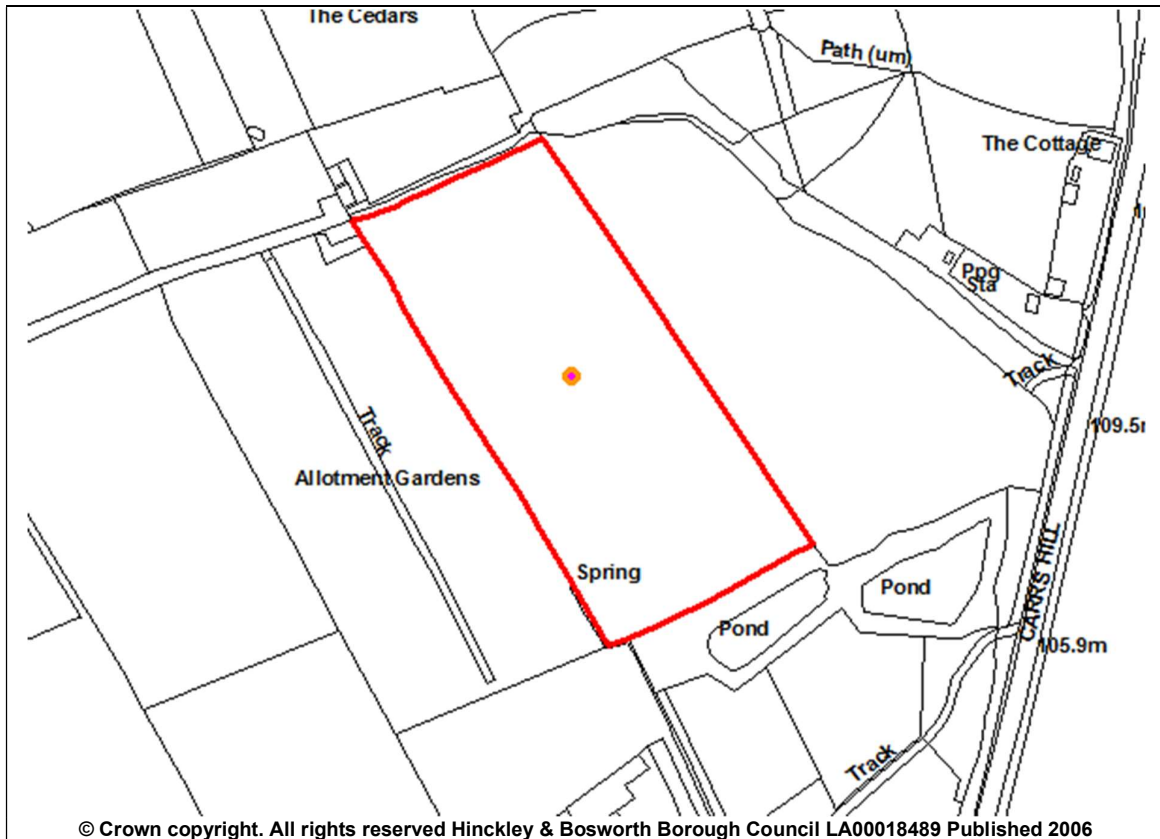 The Cedars
Path (um)
The Cottage
Ppg
Sta
Track
109.5
Track
Allotment Gardens
Spring
Pond
Pond
CARRS HILL
105.9m
Track
© Crown copyright. All rights reserved Hinckley & Bosworth Borough Council LA00018489 Published 2006